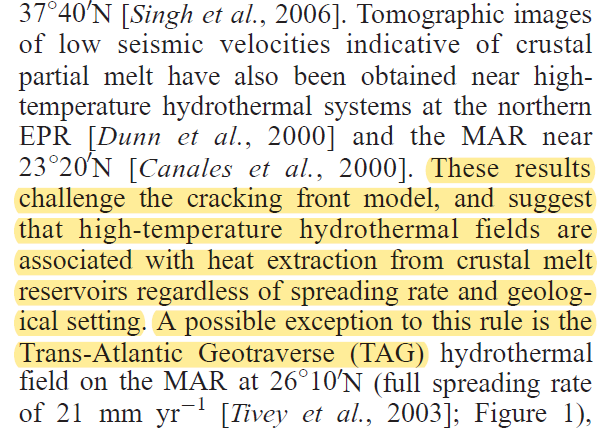 37°40′N [Singh et al., 2006]. Tomographic images
of low seismic velocities indicative of crustal
partial melt have also been obtained near high-
temperature hydrothermal systems at the northern
EPR [Dunn et al., 2000] and the MAR near
23°20′N [Canales et al., 2000]. These results
challenge the cracking front model, and suggest
that high-temperature hydrothermal fields are
associated with heat extraction from crustal melt
reservoirs regardless of spreading rate and geolog-
ical setting. A possible exception to this rule is the
Trans-Atlantic Geotraverse (TAG) hydrothermal
field on the MAR at 26°10′N (full spreading rate
of 21 mm yr⁻¹ [Tivey et al., 2003]; Figure 1),